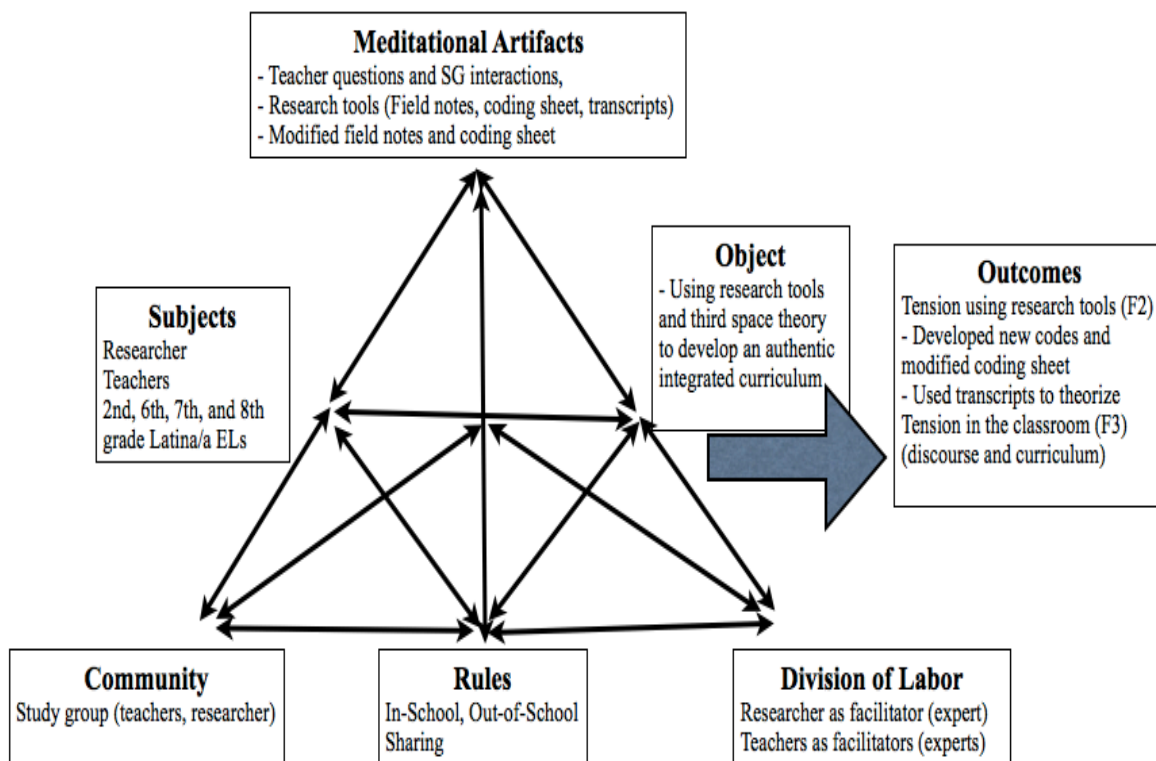 Meditational Artifacts
- Teacher questions and SG interactions,
- Research tools (Field notes, coding sheet, transcripts)
- Modified field notes and coding sheet
Subjects
Researcher
Teachers
2nd, 6th, 7th, and 8th
grade Latina/a ELs
Object
- Using research tools
and third space theory
to develop an authentic
integrated curriculum
Outcomes
Tension using research tools (F2)
- Developed new codes and
modified coding sheet
- Used transcripts to theorize
Tension in the classroom (F3)
(discourse and curriculum)
Community
Study group (teachers, researcher)
Rules
In-School, Out-of-School
Sharing
Division of Labor
Researcher as facilitator (expert)
Teachers as facilitators (experts)